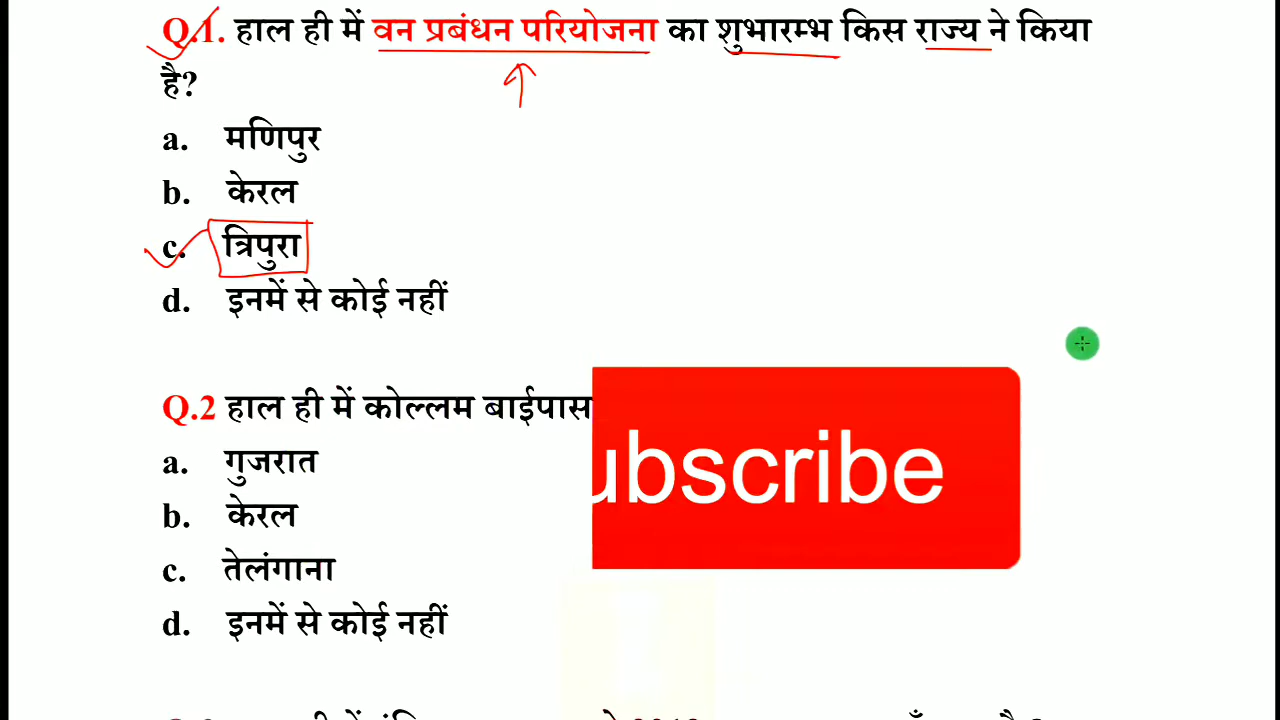 Q.1. हाल ही में वन प्रबंधन परियोजना का शुभारम्भ किस राज्य ने किया
है?
a. मणिपुर
b. केरल
c. त्रिपुरा
d. इनमें से कोई नहीं
Q.2 हाल ही में कोल्लम बाईपास
a. गुजरात
b. केरल
c. तेलंगाना
d. इनमें से कोई नहीं
ubscribe